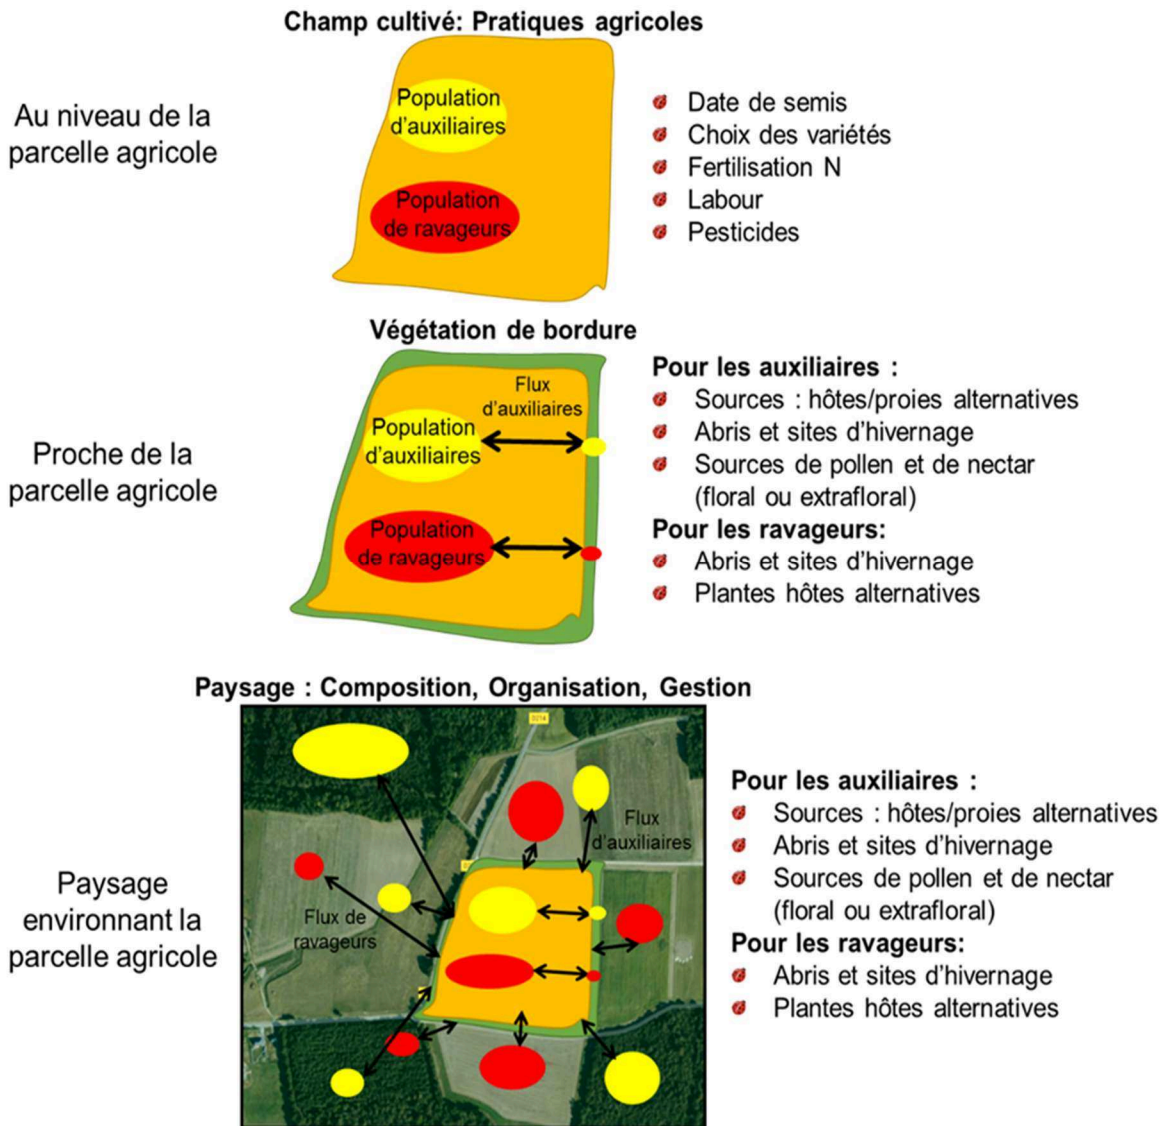 Champ cultivé: Pratiques agricoles
Au niveau de la
parcelle agricole
Population
d'auxiliaires
Population
de ravageurs
Date de semis
Choix des variétés
Fertilisation N
Labour
Pesticides
Végétation de bordure
Proche de la
parcelle agricole
Flux
d'auxiliaires
Population
d'auxiliaires
Population
de ravageurs
Pour les auxiliaires :
Sources : hôtes/proies alternatives
Abris et sites d'hivernage
Sources de pollen et de nectar
(floral ou extrafloral)
Pour les ravageurs:
Abris et sites d'hivernage
Plantes hôtes alternatives
Paysage : Composition, Organisation, Gestion
Paysage
environnant la
parcelle agricole
D214
Flux
d'auxiliaires
Flux de
ravageurs
Pour les auxiliaires :
Sources : hôtes/proies alternatives
Abris et sites d'hivernage
Sources de pollen et de nectar
(floral ou extrafloral)
Pour les ravageurs:
Abris et sites d'hivernage
Plantes hôtes alternatives